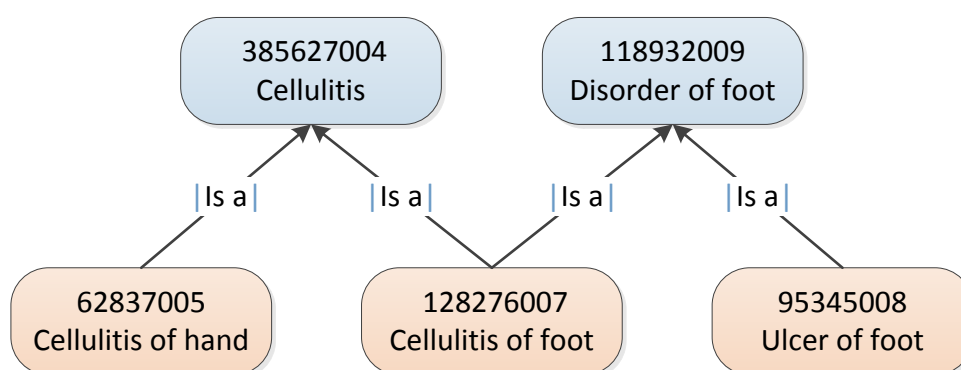 385627004
Cellulitis
118932009
Disorder of foot
|Is a|
|Is a|
|Is a|
|Is a|
62837005
Cellulitis of hand
128276007
Cellulitis of foot
95345008
Ulcer of foot